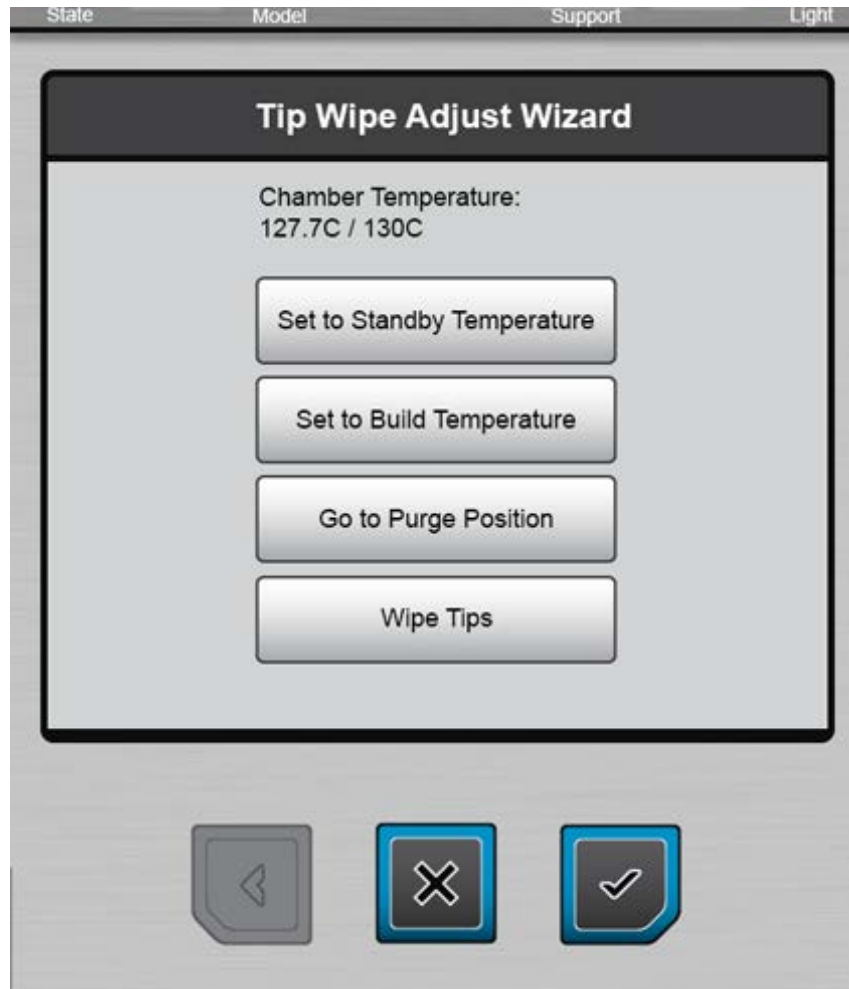 State Model Support Light
Tip Wipe Adjust Wizard
Chamber Temperature:
127.7C / 130C
Set to Standby Temperature
Set to Build Temperature
Go to Purge Position
Wipe Tips